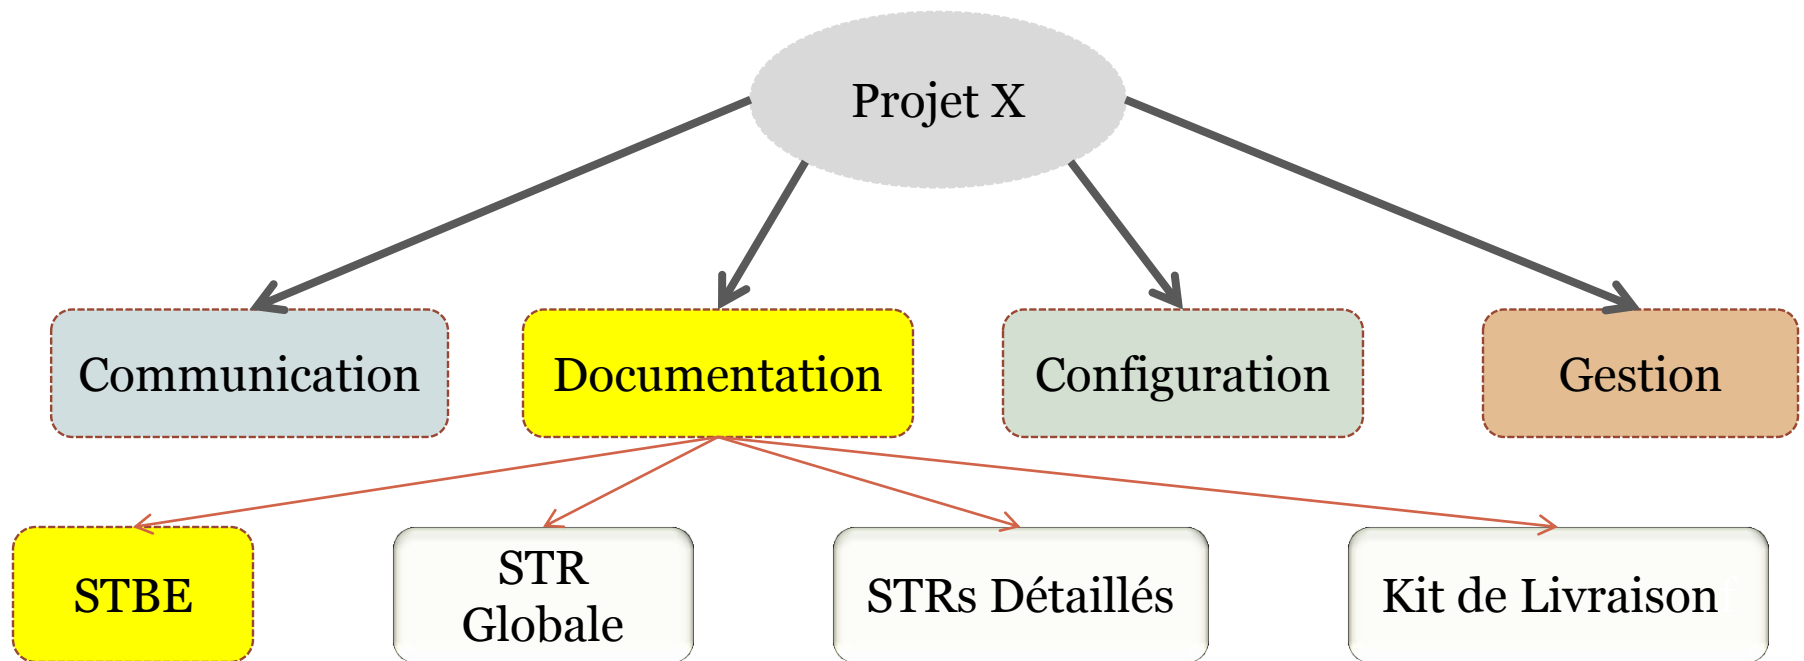 Projet X
Communication
Documentation
Configuration
Gestion
STBE
STR
Globale
STRs Détaillés
Kit de Livraison